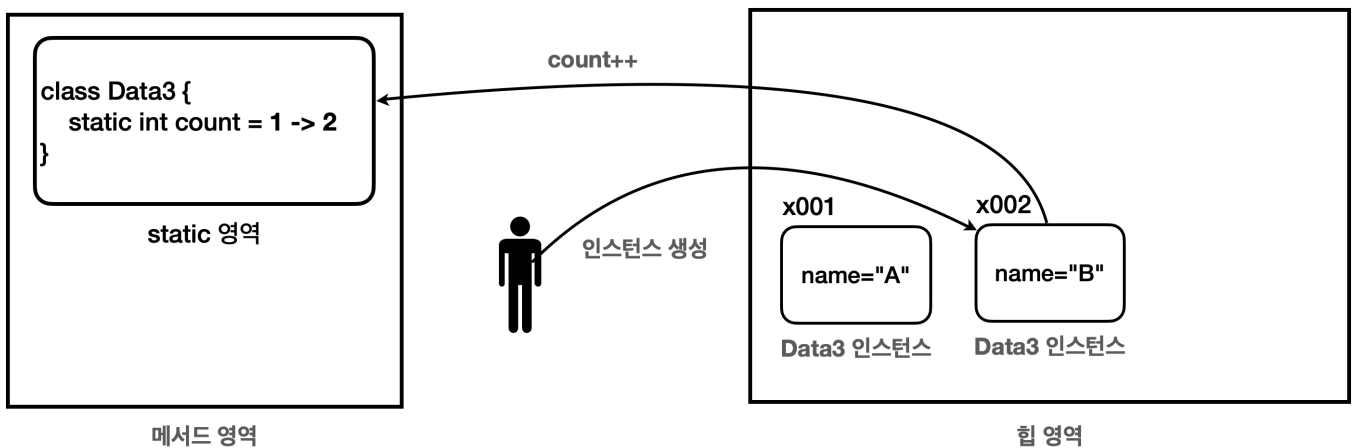 class Data3 {
static int count = 1 -> 2
}
static 영역
메서드 영역
count++
인스턴스 생성
x001
name="A"
Data3 인스턴스
x002
name="B"
Data3 인스턴스
힙 영역